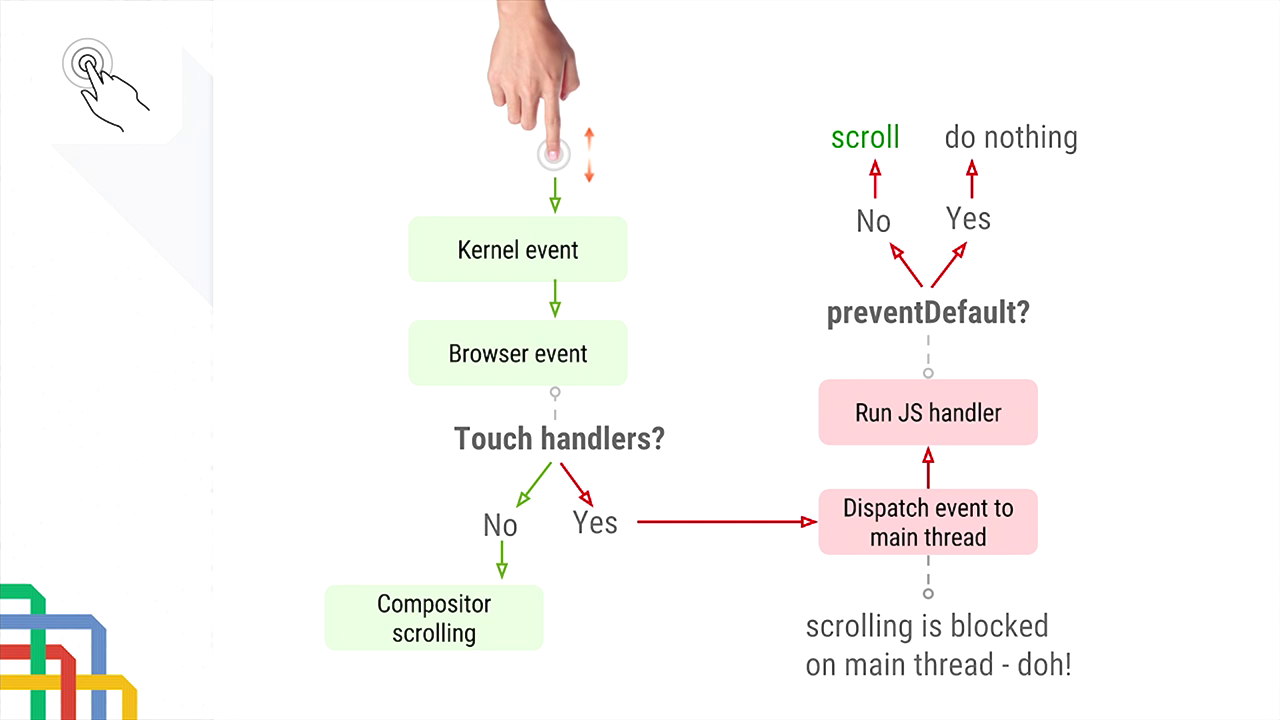 Kernel event
Browser event
Touch handlers?
No
Yes
Compositor
scrolling
scroll
do nothing
No
Yes
preventDefault?
Run JS handler
Dispatch event to
main thread
scrolling is blocked
on main thread - doh!